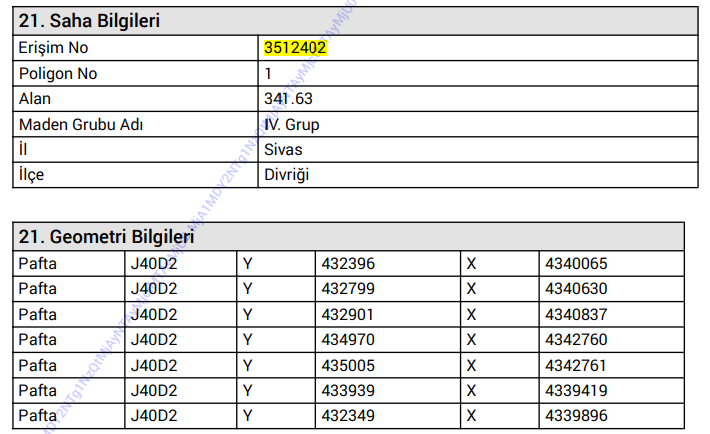 21. Saha Bilgileri
Erişim No 3512402
Poligon No 1
Alan 341.63
Maden Grubu Adı IV. Grup
İl Sivas
İlçe Divriği
21. Geometri Bilgileri
Pafta J40D2 Y 432396 X 4340065
Pafta J40D2 Y 432799 X 4340630
Pafta J40D2 Y 432901 X 4340837
Pafta J40D2 Y 434970 X 4342760
Pafta J40D2 Y 435005 X 4342761
Pafta J40D2 Y 433939 X 4339419
Pafta J40D2 Y 432349 X 4339896